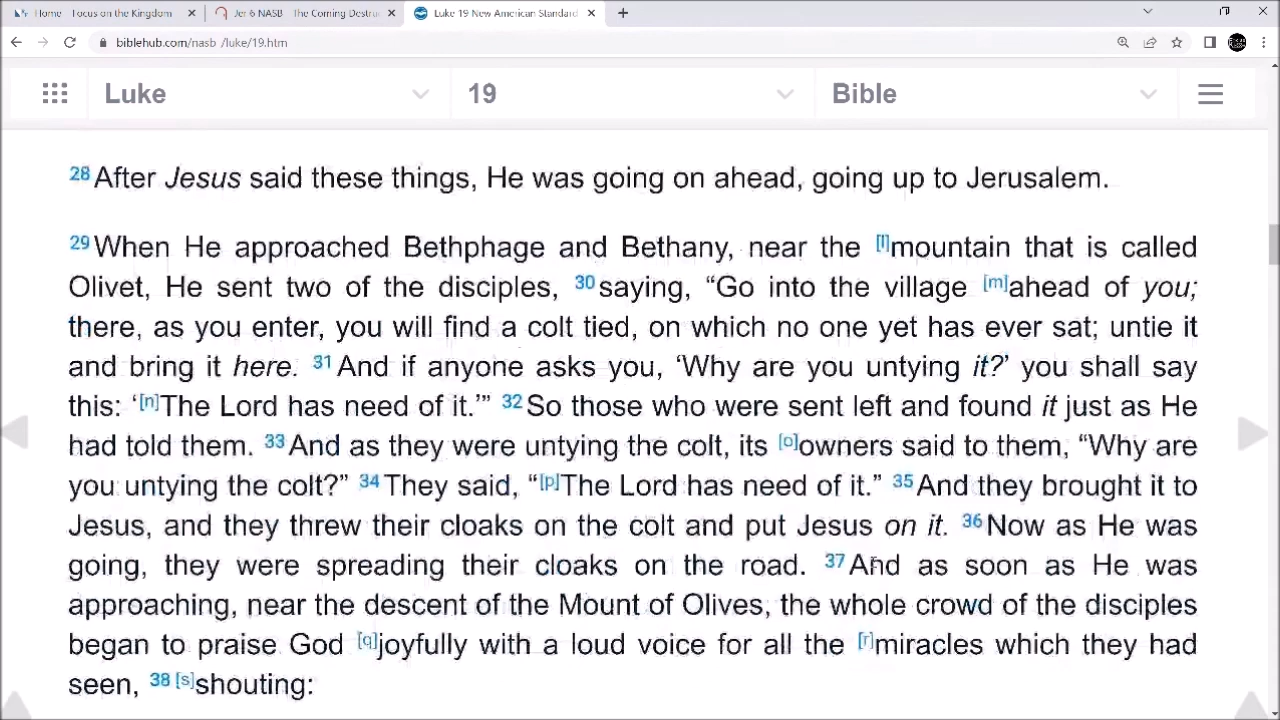 Home - Focus on the Kingdom
Jer 6 NASB - The Coming Destru
Luke 19 New American Standard
biblehub.com/nasb_/luke/19.htm
Luke 19 Bible
28 After Jesus said these things, He was going on ahead, going up to Jerusalem.
29 When He approached Bethphage and Bethany, near the [l]mountain that is called
Olivet, He sent two of the disciples, 30 saying, “Go into the village [m]ahead of you;
there, as you enter, you will find a colt tied, on which no one yet has ever sat; untie it
and bring it here. 31 And if anyone asks you, ‘Why are you untying it?’ you shall say
this: ‘[n]The Lord has need of it.’” 32 So those who were sent left and found it just as He
had told them. 33 And as they were untying the colt, its [o]owners said to them, “Why are
you untying the colt?” 34 They said, “[p]The Lord has need of it.” 35 And they brought it to
Jesus, and they threw their cloaks on the colt and put Jesus on it. 36 Now as He was
going, they were spreading their cloaks on the road. 37 And as soon as He was
approaching, near the descent of the Mount of Olives, the whole crowd of the disciples
began to praise God [q]joyfully with a loud voice for all the [r]miracles which they had
seen, 38 [s]shouting: